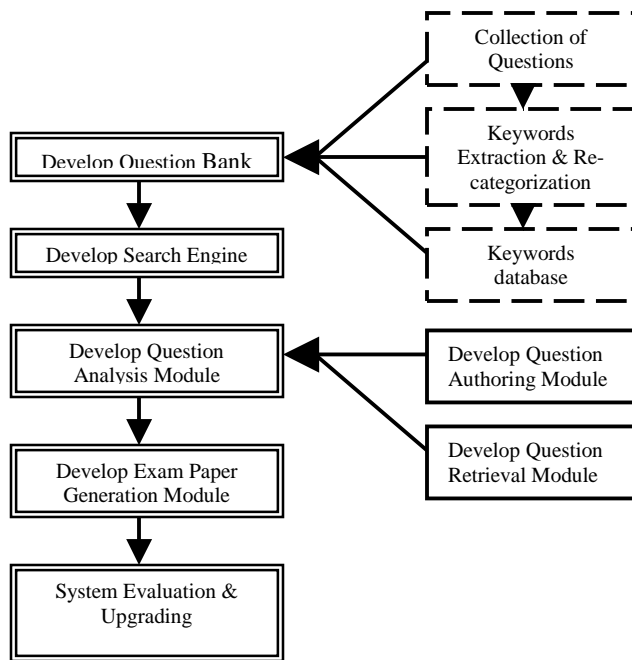 Collection of
Questions
Keywords
Extraction & Re-
categorization
Keywords
database
Develop Question Bank
Develop Search Engine
Develop Question
Analysis Module
Develop Exam Paper
Generation Module
System Evaluation &
Upgrading
Develop Question
Authoring Module
Develop Question
Retrieval Module